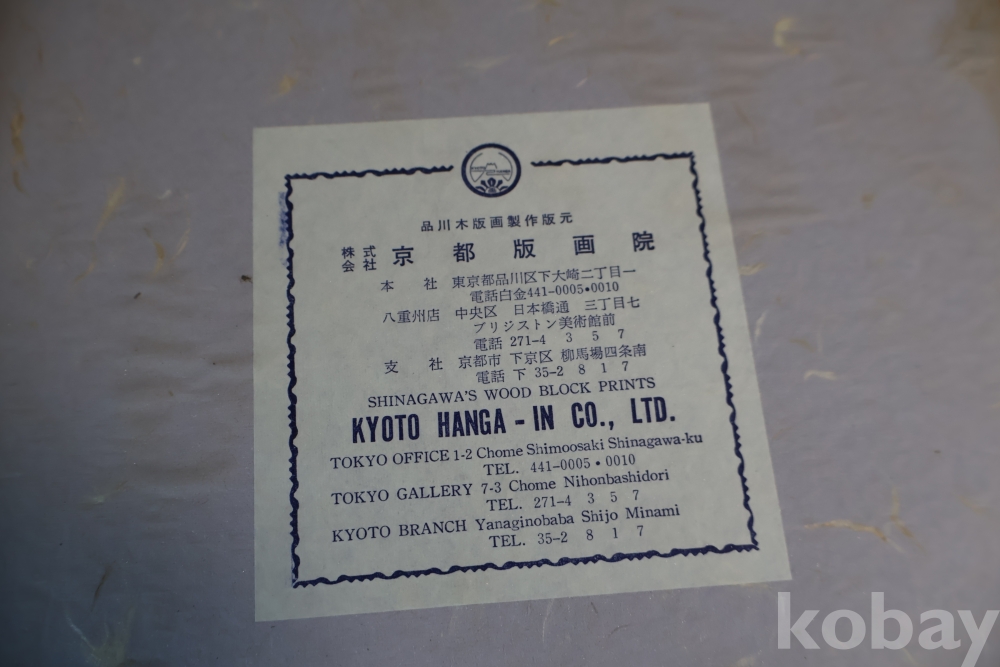 品川木版画製作版元
株式会社 京都版画院
本社 東京都品川区下大崎二丁目一
電話白金441-0005•0010
八重州店 中央区 日本橋通 三丁目七
ブリジストン美術館前
電話 271-4 3 5 7
支社 京都市 下京区 柳馬場四条南
電話 下 35-2 8 1 7
SHINAGAWA'S WOOD BLOCK PRINTS
KYOTO HANGA - IN CO., LTD.
TOKYO OFFICE 1-2 Chome Shimoosaki Shinagawa-ku
TEL. 441-0005 • 0010
TOKYO GALLERY 7-3 Chome Nihonbashidori
TEL. 271-4 3 5 7
KYOTO BRANCH Yanaginobaba Shijo Minami
TEL. 35-2 8 1 7
kobay